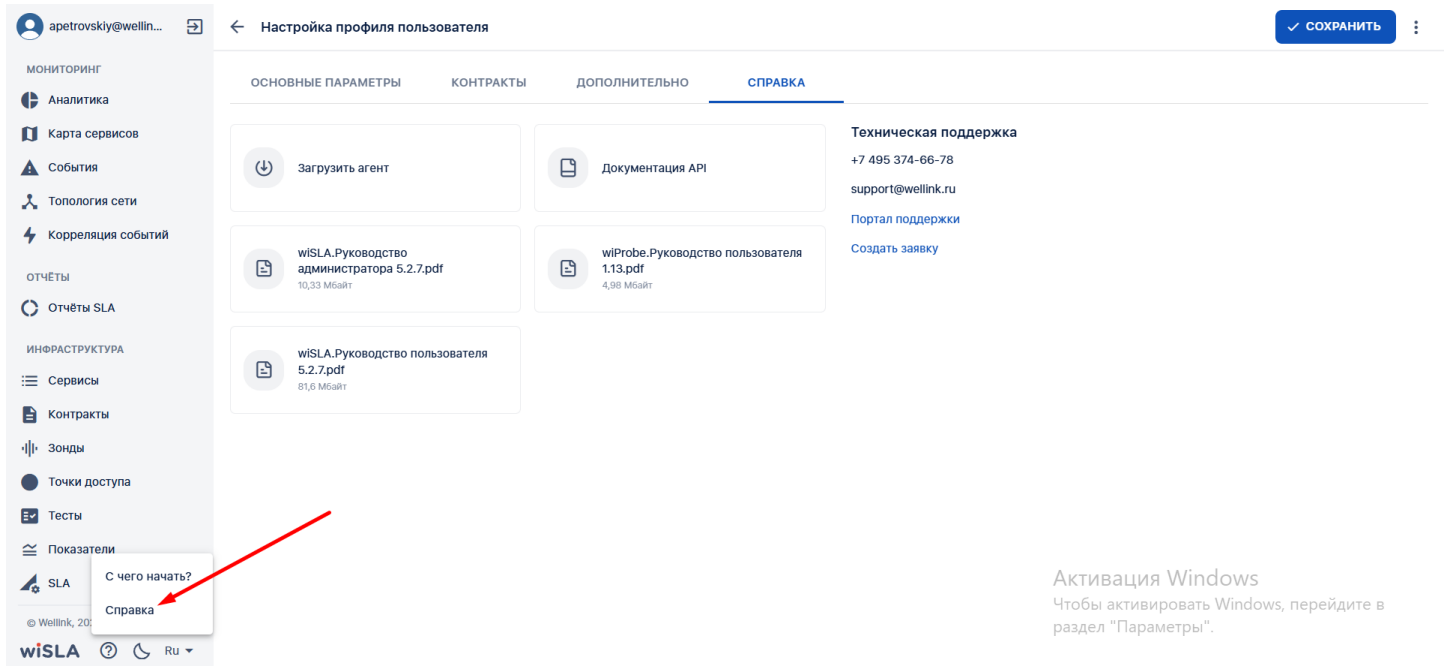 apetrovskiy@wellin...
Настройка профиля пользователя
СОХРАНИТЬ
МОНИТОРИНГ
Аналитика
Карта сервисов
События
Топология сети
Корреляция событий
ОТЧЁТЫ
Отчёты SLA
ИНФРАСТРУКТУРА
Сервисы
Контракты
Зонды
Точки доступа
Тесты
Показатели
SLA
С чего начать?
Справка
© Wellink, 20
wiSLA
Ru
ОСНОВНЫЕ ПАРАМЕТРЫ
КОНТРАКТЫ
ДОПОЛНИТЕЛЬНО
СПРАВКА
Загрузить агент
Документация API
wiSLA.Руководство
администратора 5.2.7.pdf
10,33 Мбайт
wiProbe.Руководство пользователя
1.13.pdf
4,98 Мбайт
wiSLA.Руководство пользователя
5.2.7.pdf
81,6 Мбайт
Техническая поддержка
+7 495 374-66-78
support@wellink.ru
Портал поддержки
Создать заявку
Активация Windows
Чтобы активировать Windows, перейдите в
раздел "Параметры".